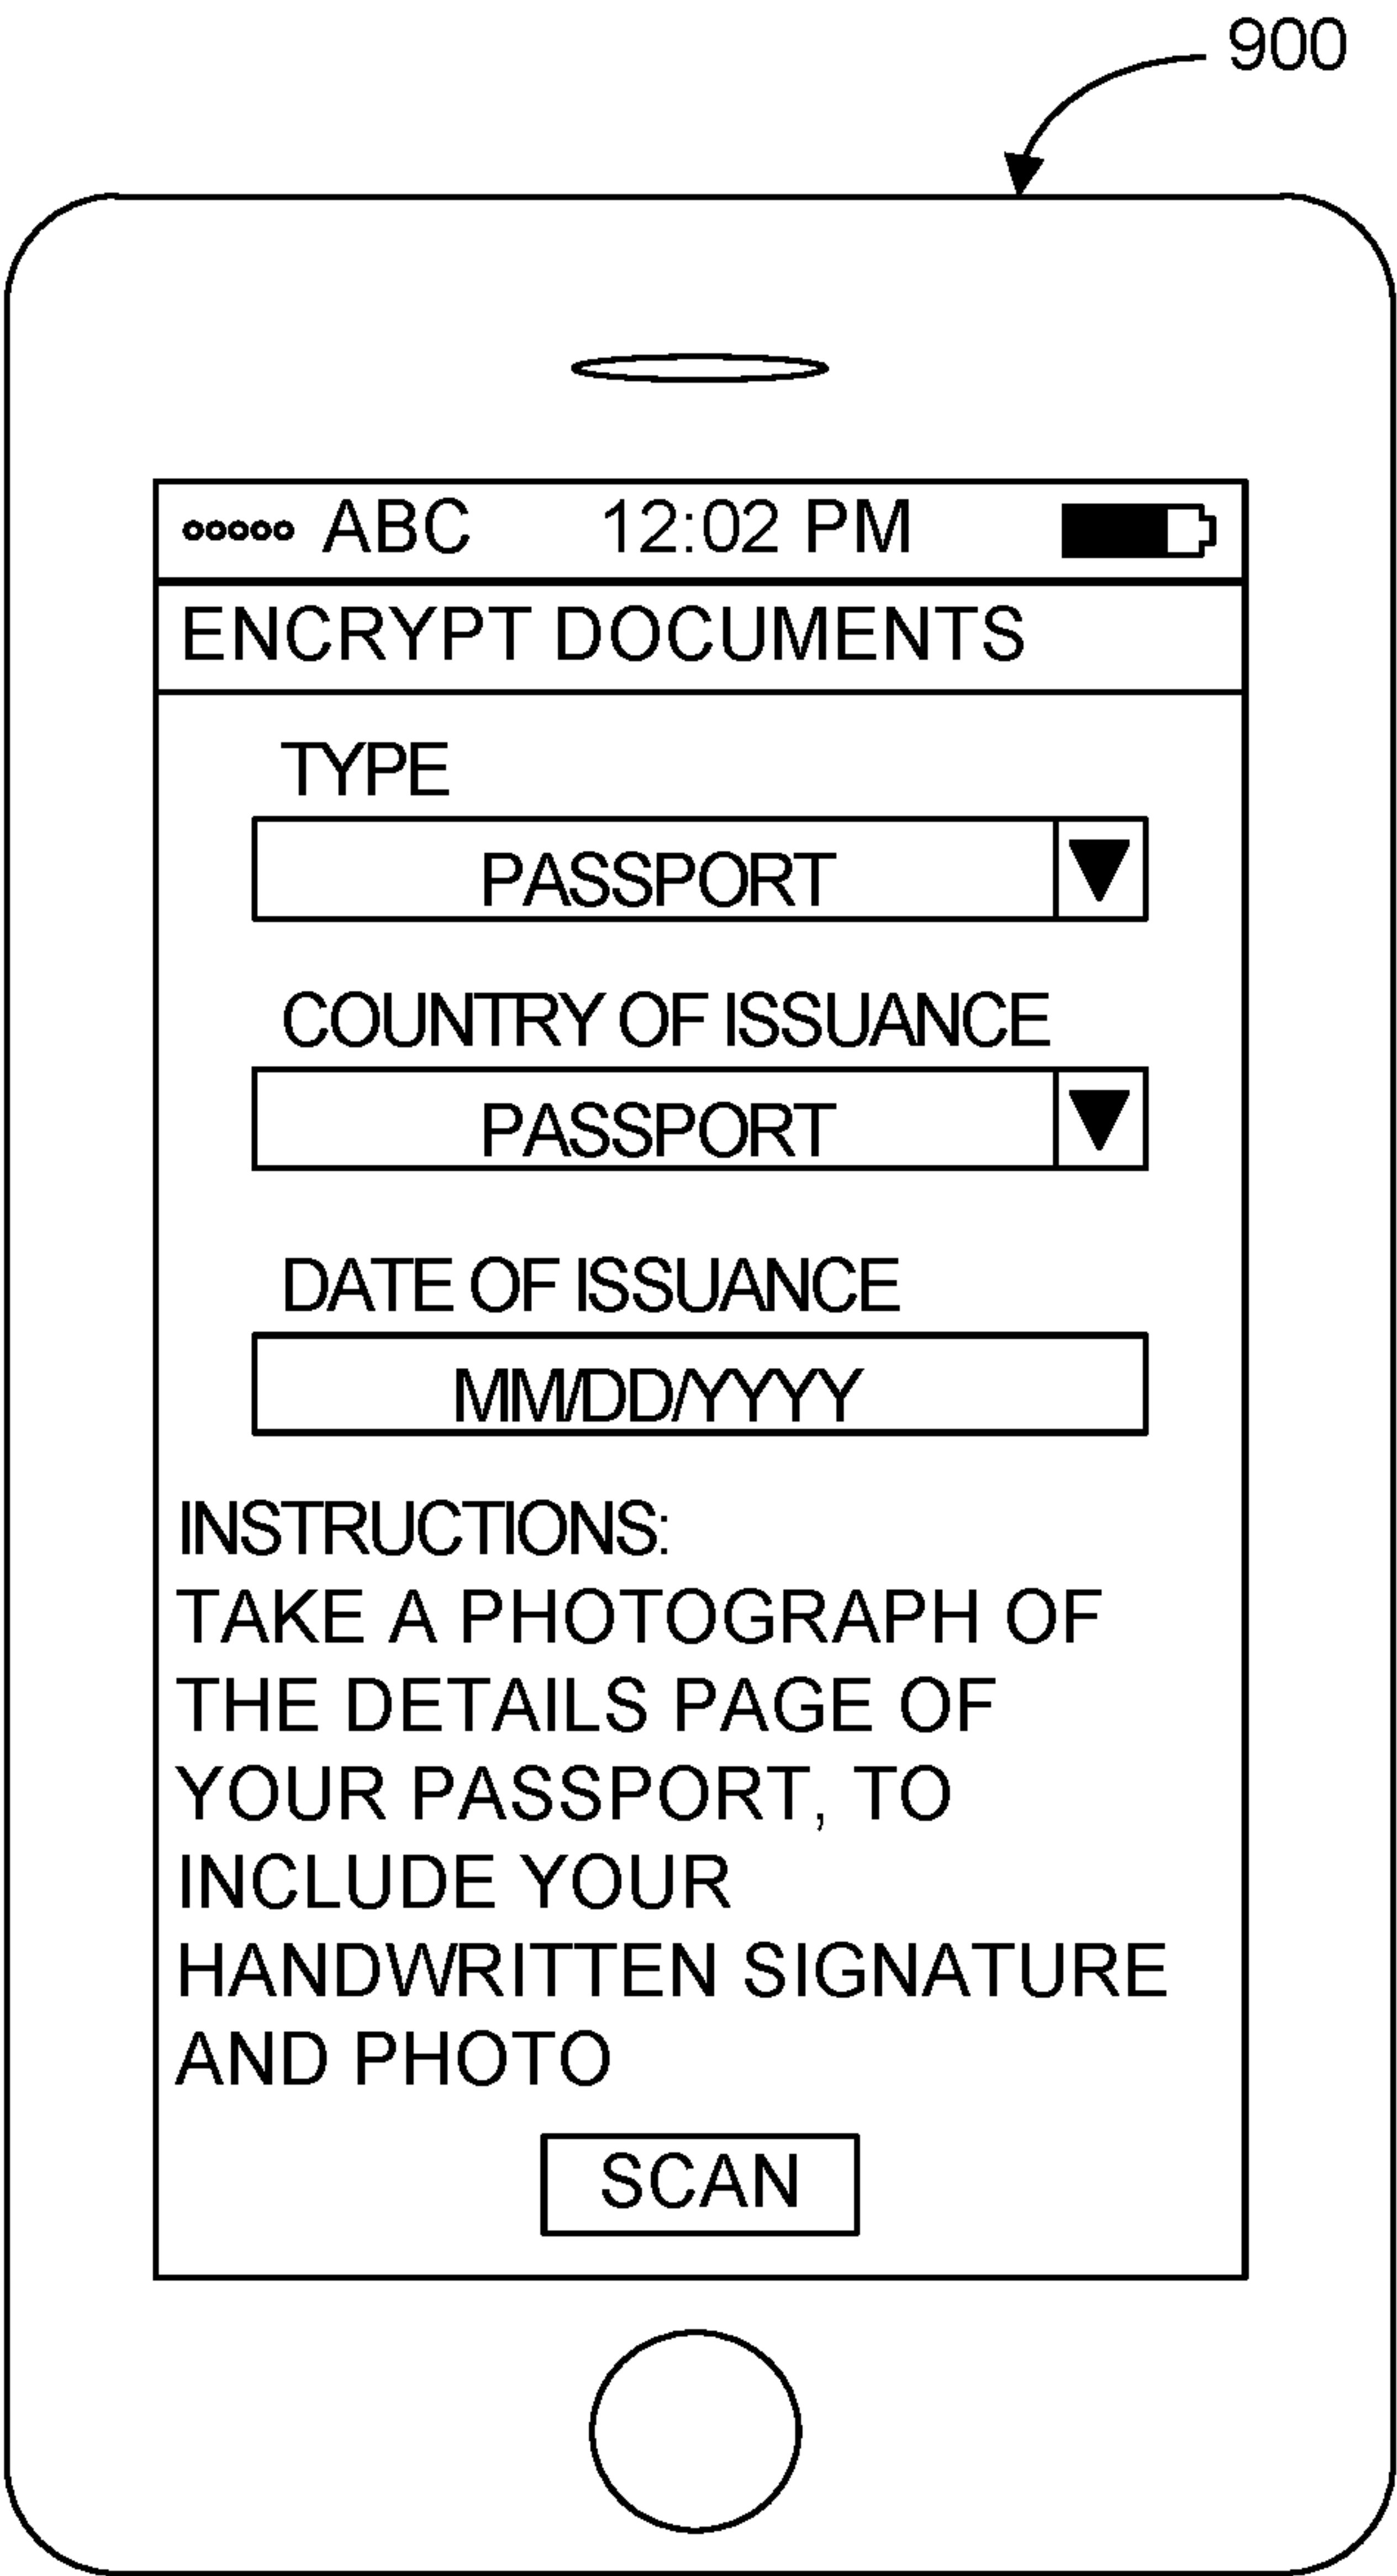 900
ABC 12:02 PM
ENCRYPT DOCUMENTS
TYPE
PASSPORT
COUNTRY OF ISSUANCE
PASSPORT
DATE OF ISSUANCE
MM/DD/YYYY
INSTRUCTIONS:
TAKE A PHOTOGRAPH OF
THE DETAILS PAGE OF
YOUR PASSPORT, TO
INCLUDE YOUR
HANDWRITTEN SIGNATURE
AND PHOTO
SCAN